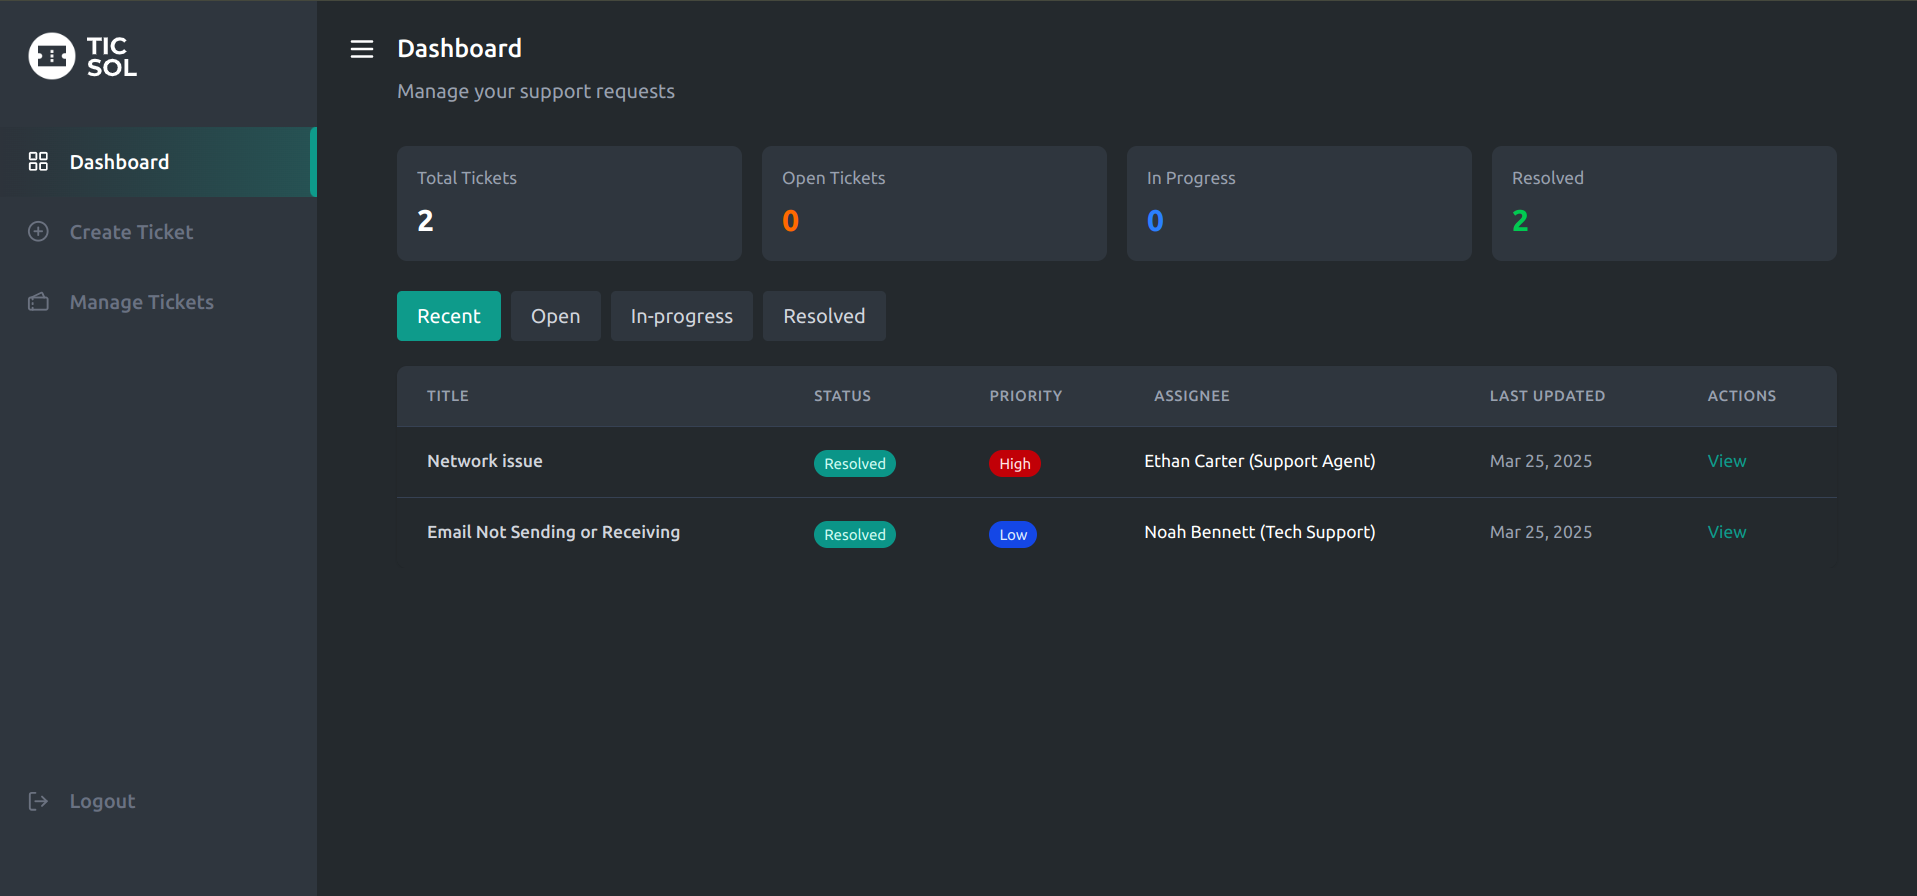 TIC
SOL
Dashboard
Create Ticket
Manage Tickets
Logout
Dashboard
Manage your support requests
Total Tickets
2
Open Tickets
0
In Progress
0
Resolved
2
Recent Open In-progress Resolved
TITLE STATUS PRIORITY ASSIGNEE LAST UPDATED ACTIONS
Network issue Resolved High Ethan Carter (Support Agent) Mar 25, 2025 View
Email Not Sending or Receiving Resolved Low Noah Bennett (Tech Support) Mar 25, 2025 View